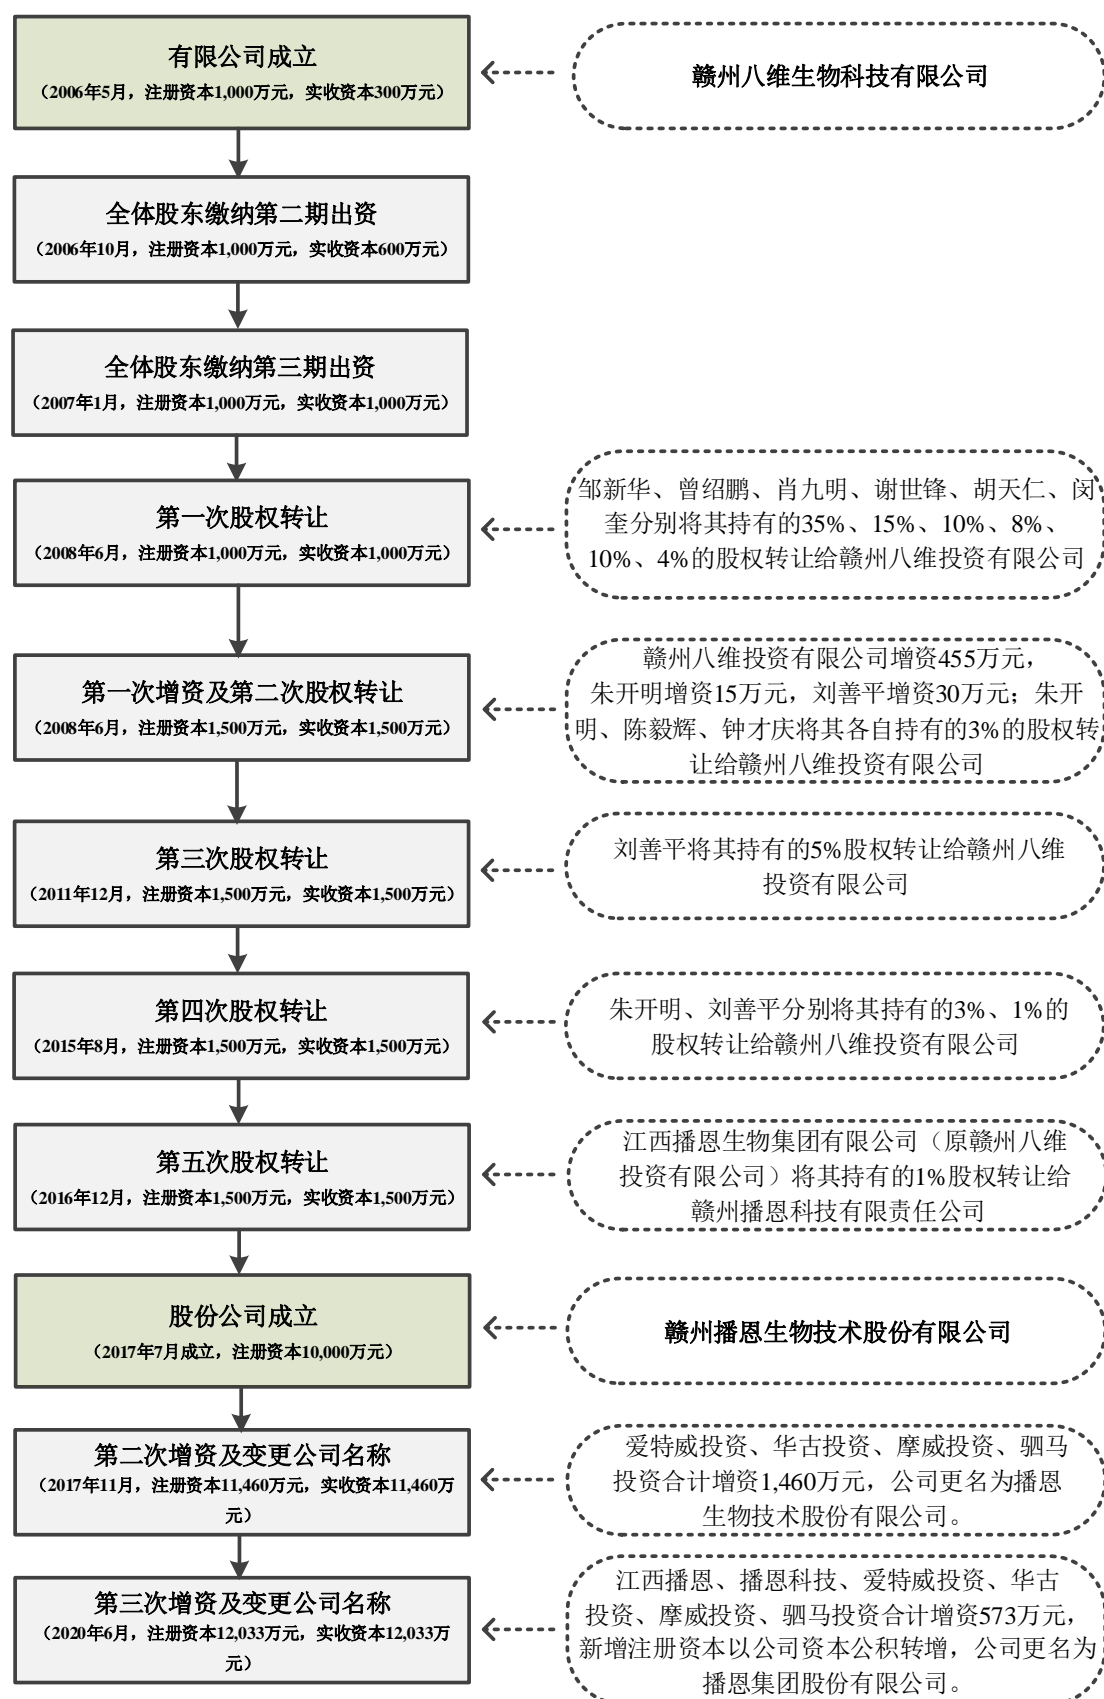 有限公司成立
（2006年5月，注册资本1,000万元，实收资本300万元）
赣州八维生物科技有限公司
全体股东缴纳第二期出资
（2006年10月，注册资本1,000万元，实收资本600万元）
全体股东缴纳第三期出资
（2007年1月，注册资本1,000万元，实收资本1,000万元）
第一次股权转让
（2008年6月，注册资本1,000万元，实收资本1,000万元）
邹新华、曾绍鹏、肖九明、谢世锋、胡天仁、闵
奎分别将其持有的35%、15%、10%、8%、
10%、4%的股权转让给赣州八维投资有限公司
第一次增资及第二次股权转让
（2008年6月，注册资本1,500万元，实收资本1,500万元）
赣州八维投资有限公司增资455万元，
朱开明增资15万元，刘善平增资30万元；朱开
明、陈毅辉、钟才庆将其各自持有的3%的股权转
让给赣州八维投资有限公司
第三次股权转让
（2011年12月，注册资本1,500万元，实收资本1,500万元）
刘善平将其持有的5%股权转让给赣州八维
投资有限公司
第四次股权转让
（2015年8月，注册资本1,500万元，实收资本1,500万元）
朱开明、刘善平分别将其持有的3%、1%的
股权转让给赣州八维投资有限公司
第五次股权转让
（2016年12月，注册资本1,500万元，实收资本1,500万元）
江西播恩生物集团有限公司（原赣州八维
投资有限公司）将其持有的1%股权转让给
赣州播恩科技有限责任公司
股份公司成立
（2017年7月成立，注册资本10,000万元）
赣州播恩生物技术股份有限公司
第二次增资及变更公司名称
（2017年11月，注册资本11,460万元，实收资本11,460万
元）
爱特威投资、华古投资、摩威投资、驷马
投资合计增资1,460万元，公司更名为播恩
生物技术股份有限公司。
第三次增资及变更公司名称
（2020年6月，注册资本12,033万元，实收资本12,033万
元）
江西播恩、播恩科技、爱特威投资、华古
投资、摩威投资、驷马投资合计增资573万元，
新增注册资本以公司资本公积转增，公司更名为
播恩集团股份有限公司。